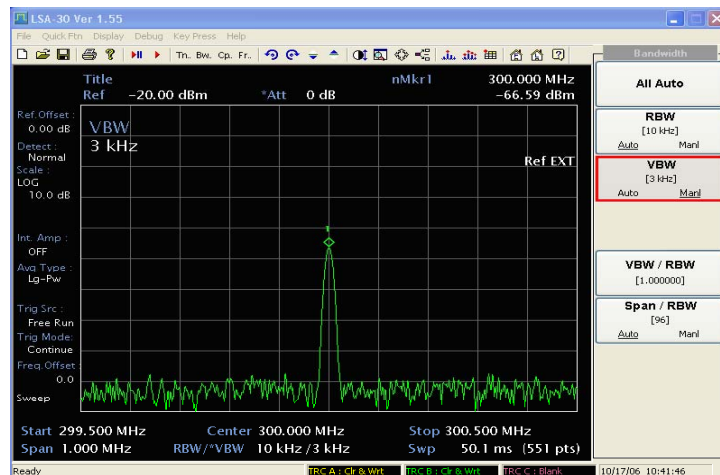 LSA-30 Ver 1.55
File Quick Ftn Display Debug Key Press Help
Tn.. Bw. Cp. Fr..
Title
nMkr1 300.000 MHz
Ref -20.00 dBm *Att 0 dB -66.59 dBm
Ref.Offset :
0.00 dB
Detect :
Normal
Scale :
LOG
10.0 dB
Int. Amp :
OFF
Avg Type :
Lg-Pw
Trig Src :
Free Run
Trig Mode:
Continue
Freq.Offset
0.0
Sweep
VBW
3 kHz
Ref EXT
1
Start 299.500 MHz Center 300.000 MHz Stop 300.500 MHz
Span 1.000 MHz RBW/*VBW 10 kHz /3 kHz Swp 50.1 ms (551 pts)
Bandwidth
All Auto
RBW
[10 kHz]
Auto Manl
VBW
[3 kHz]
Auto Manl
VBW / RBW
[1.000000]
Span / RBW
[96]
Auto Manl
Ready TRC A : Clr & Wrt TRC B : Clr & Wrt TRC C : Blank 10/17/06 10:41:46